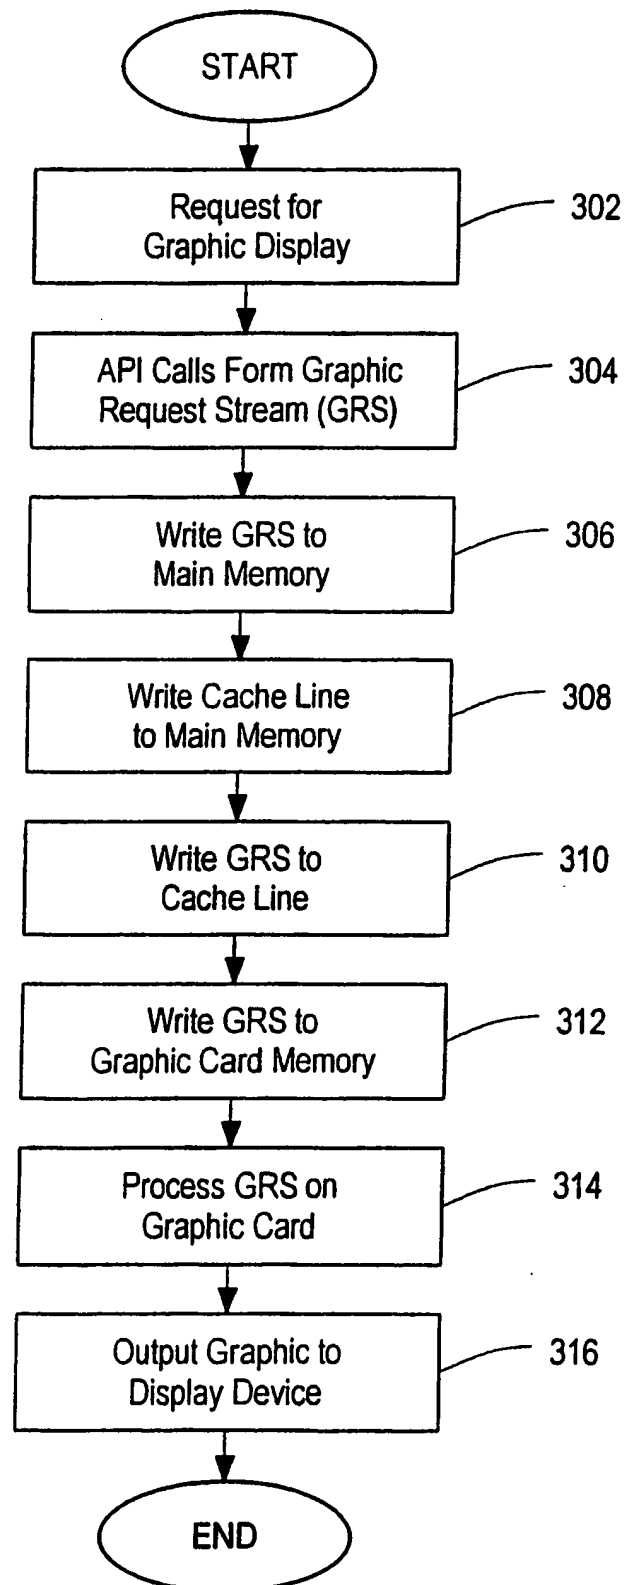 START
Request for
Graphic Display
302
API Calls Form Graphic
Request Stream (GRS)
304
Write GRS to
Main Memory
306
Write Cache Line
to Main Memory
308
Write GRS to
Cache Line
310
Write GRS to
Graphic Card Memory
312
Process GRS on
Graphic Card
314
Output Graphic to
Display Device
316
END